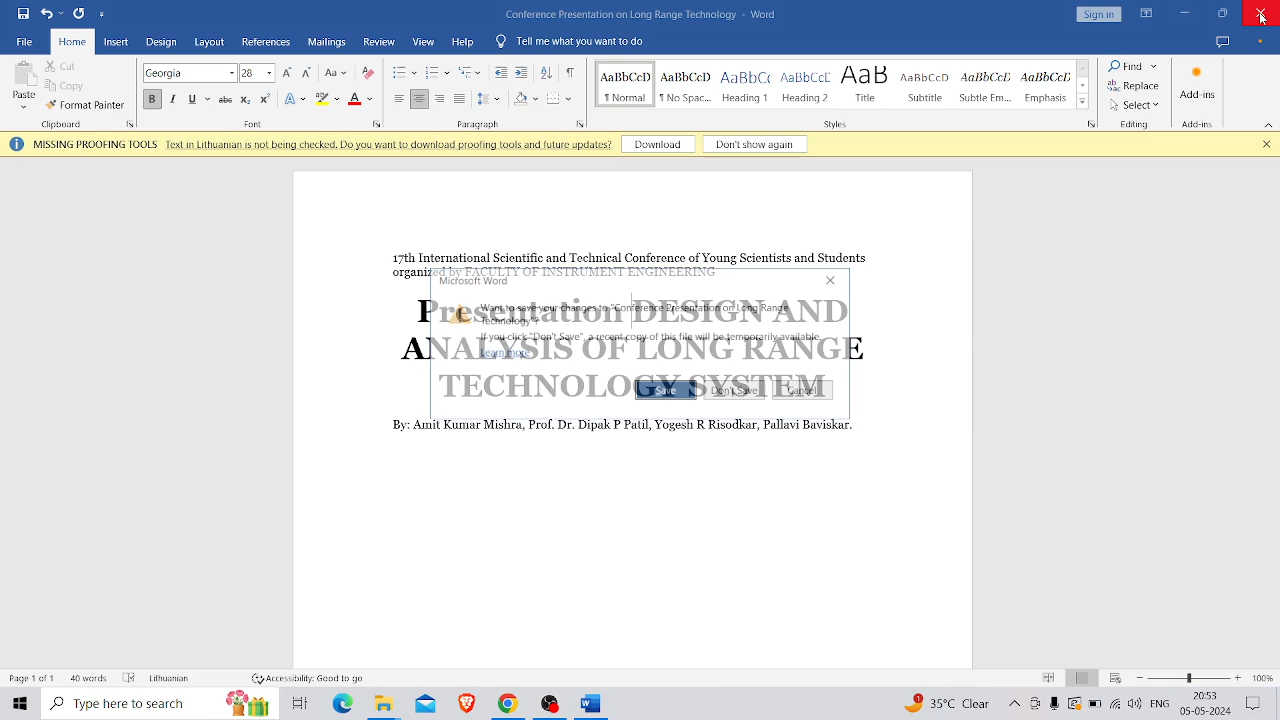 Conference Presentation on Long Range Technology - Word
Sign in
File Home Insert Design Layout References Mailings Review View Help Tell me what you want to do
Paste
Cut
Copy
Format Painter
Clipboard
Georgia 28
Font
Paragraph
AaBbCcD AaBbCcD AaBbCc AaBbCcD AaB AaBbCcD AaBbCcD AaBbCcD
¶ Normal ¶ No Spac... Heading 1 Heading 2 Title Subtitle Subtle Em... Emphasis
Styles
Find
Replace
Select
Editing
Add-ins
Add-ins
MISSING PROOFING TOOLS Text in Lithuanian is not being checked. Do you want to download proofing tools and future updates? Download Don't show again
17th International Scientific and Technical Conference of Young Scientists and Students
organized by FACULTY OF INSTRUMENT ENGINEERING
Presentation DESIGN AND
ANALYSIS OF LONG RANGE
TECHNOLOGY SYSTEM
Microsoft Word
Want to save your changes to "Conference Presentation on Long Range
Technology"?
If you click "Don't Save", a recent copy of this file will be temporarily available.
Learn more
Save Don't Save Cancel
By: Amit Kumar Mishra, Prof. Dr. Dipak P Patil, Yogesh R Risodkar, Pallavi Baviskar.
Page 1 of 1 40 words Lithuanian Accessibility: Good to go 100%
Type here to search
1 35°C Clear ENG
20:53
05-05-2024